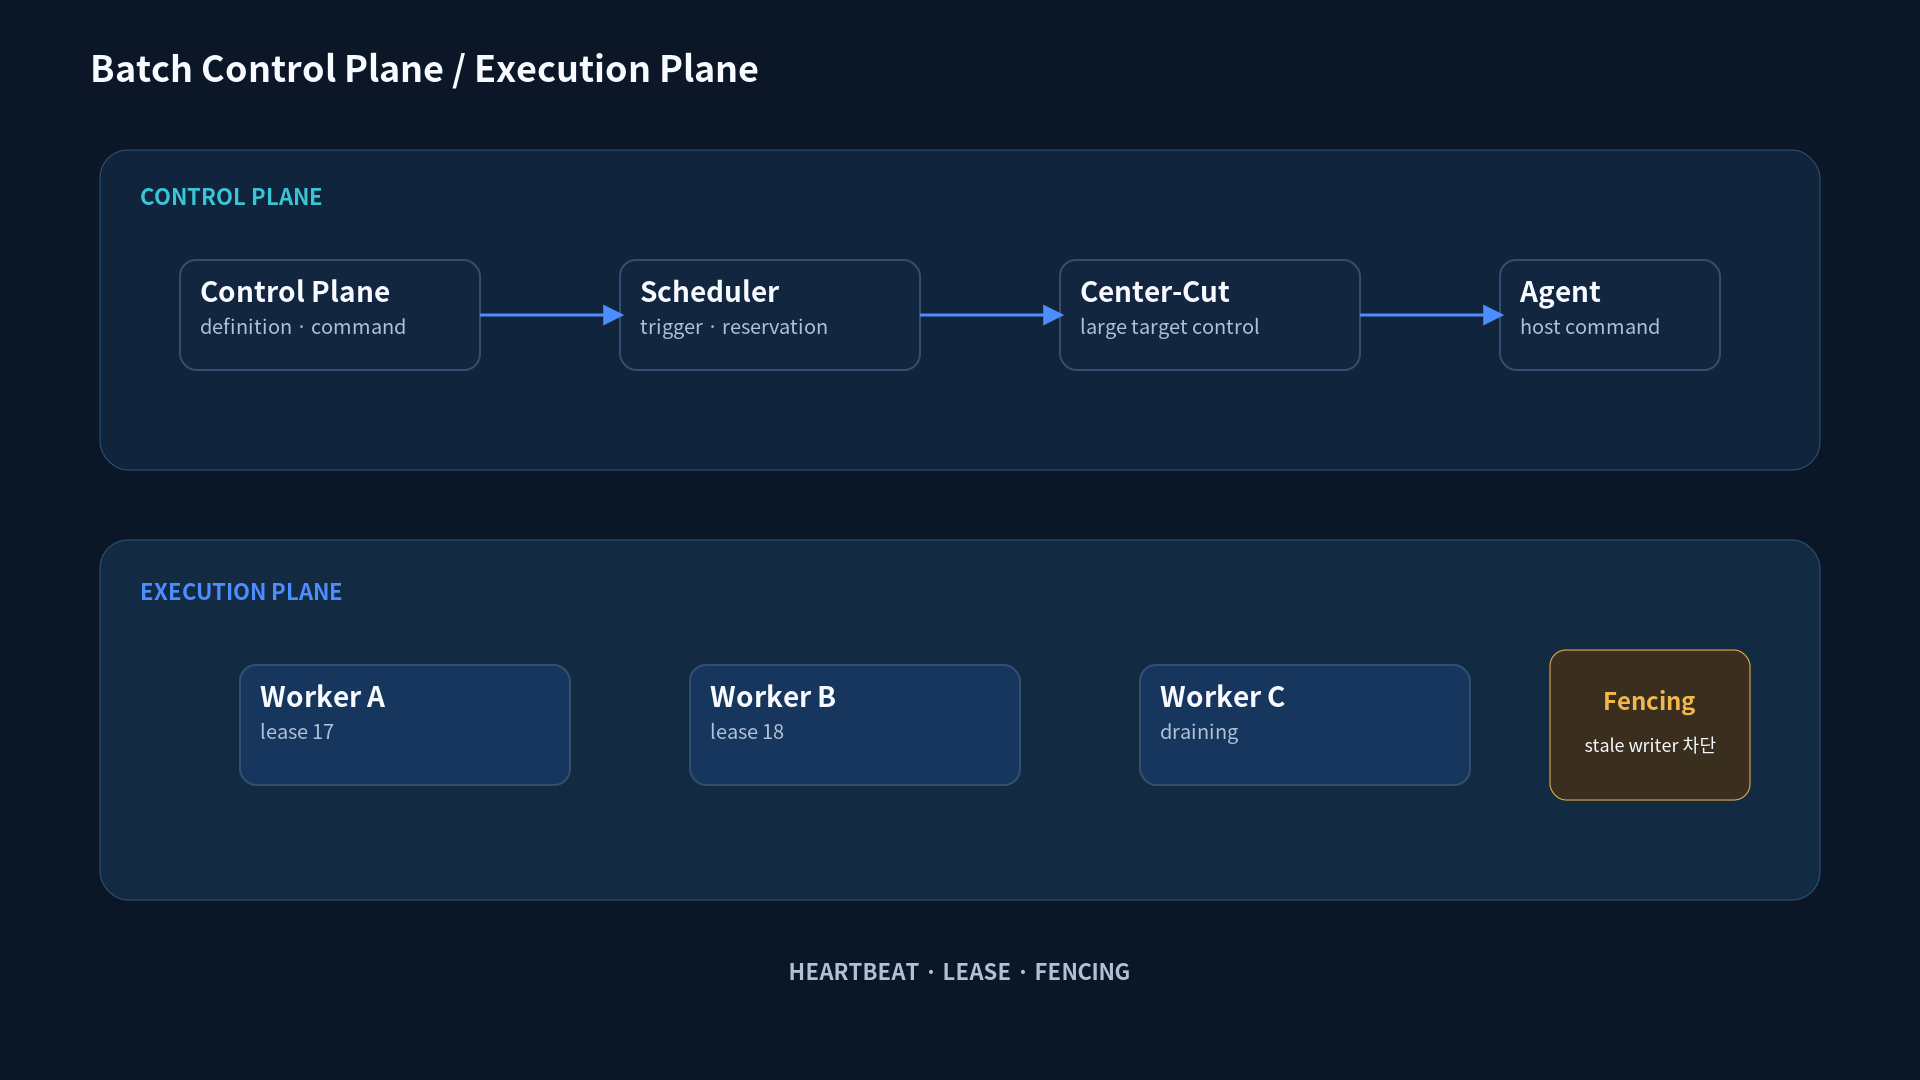 Batch Control Plane / Execution Plane
CONTROL PLANE
Control Plane
definition · command
Scheduler
trigger · reservation
Center-Cut
large target control
Agent
host command
EXECUTION PLANE
Worker A
lease 17
Worker B
lease 18
Worker C
draining
Fencing
stale writer 차단
HEARTBEAT · LEASE · FENCING